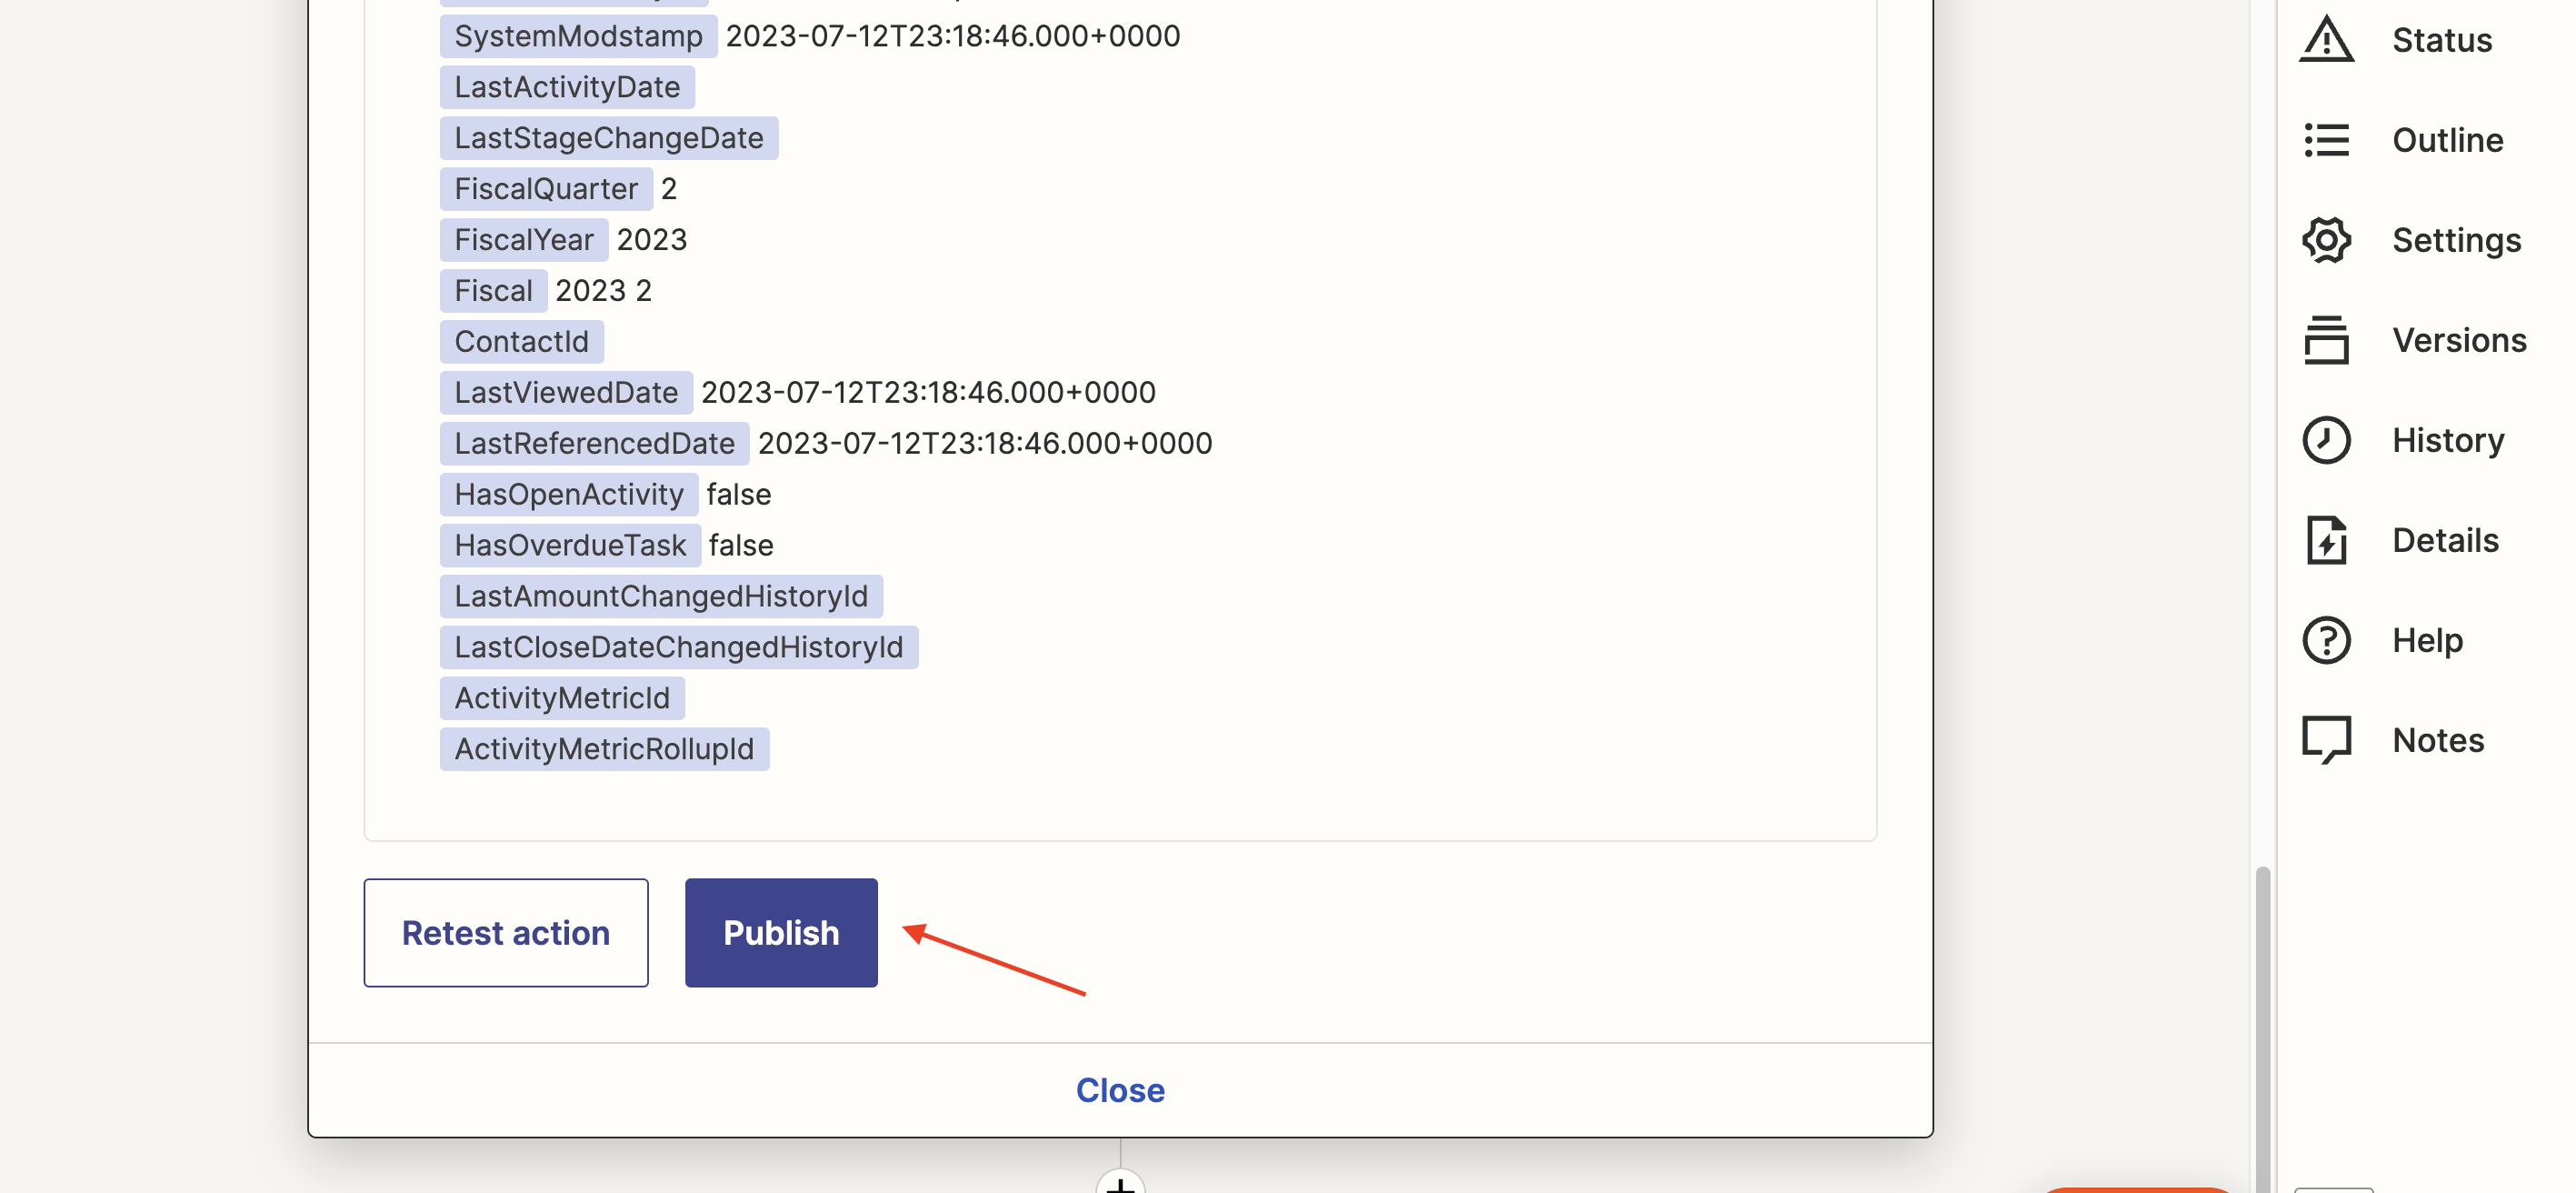 SystemModstamp 2023-07-12T23:18:46.000+0000
LastActivityDate
LastStageChangeDate
FiscalQuarter 2
FiscalYear 2023
Fiscal 2023 2
ContactId
LastViewedDate 2023-07-12T23:18:46.000+0000
LastReferencedDate 2023-07-12T23:18:46.000+0000
HasOpenActivity false
HasOverdueTask false
LastAmountChangedHistoryId
LastCloseDateChangedHistoryId
ActivityMetricId
ActivityMetricRollupId
Retest action
Publish
Close
Status
Outline
Settings
Versions
History
Details
Help
Notes